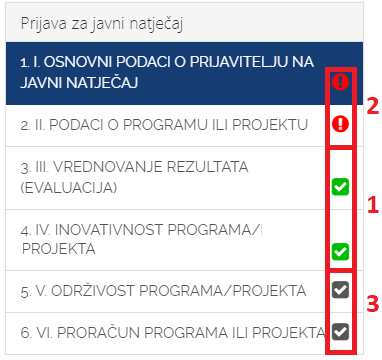 Prijava za javni natječaj
1. I. OSNOVNI PODACI O PRIJAVITELJU NA
JAVNI NATJEČAJ
2
2. II. PODACI O PROGRAMU ILI PROJEKTU
3. III. VREDNOVANJE REZULTATA
(EVALUACIJA)
1
4. IV. INOVATIVNOST PROGRAMA/
PROJEKTA
5. V. ODRŽIVOST PROGRAMA/PROJEKTA
3
6. VI. PRORAČUN PROGRAMA ILI PROJEKTA